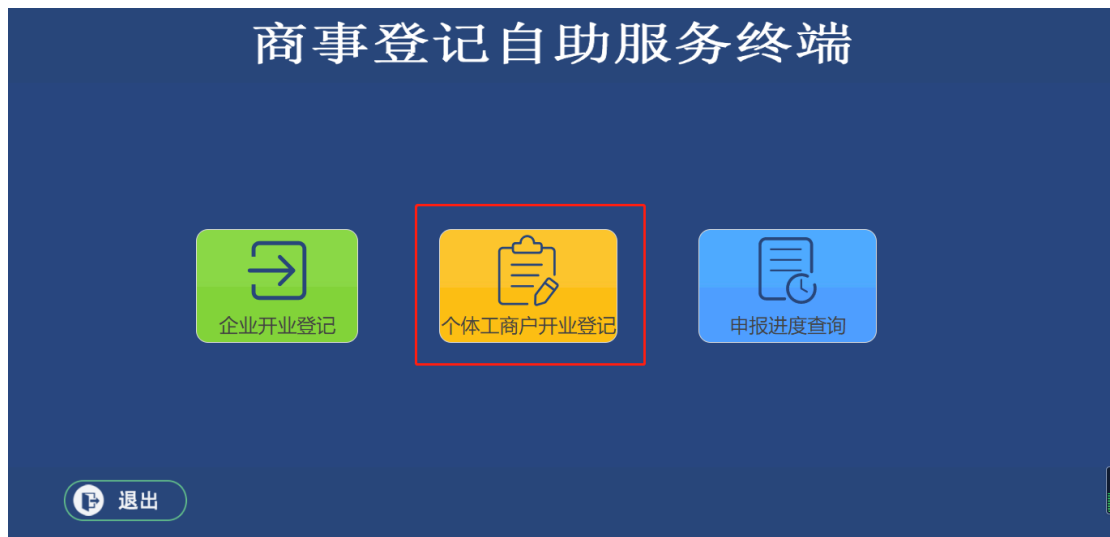 商事登记自助服务终端
企业开业登记
个体工商户开业登记
申报进度查询
退出